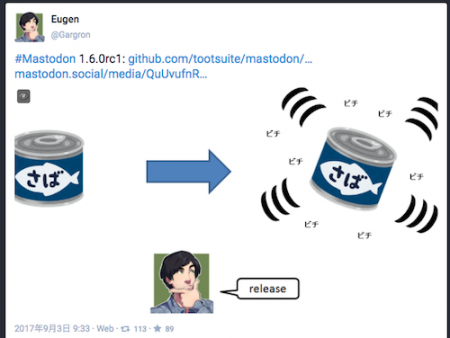 Eugen
@Gargron
#Mastodon 1.6.0rc1: github.com/tootsuite/mastodon/…
mastodon.social/media/QuUvufnR…
ピチ
ピチ
ピチ
ピチ
さば
さば
ピチ
ピチ
ピチ
release
2017年9月3日 9:33 · Web · 113 · 89